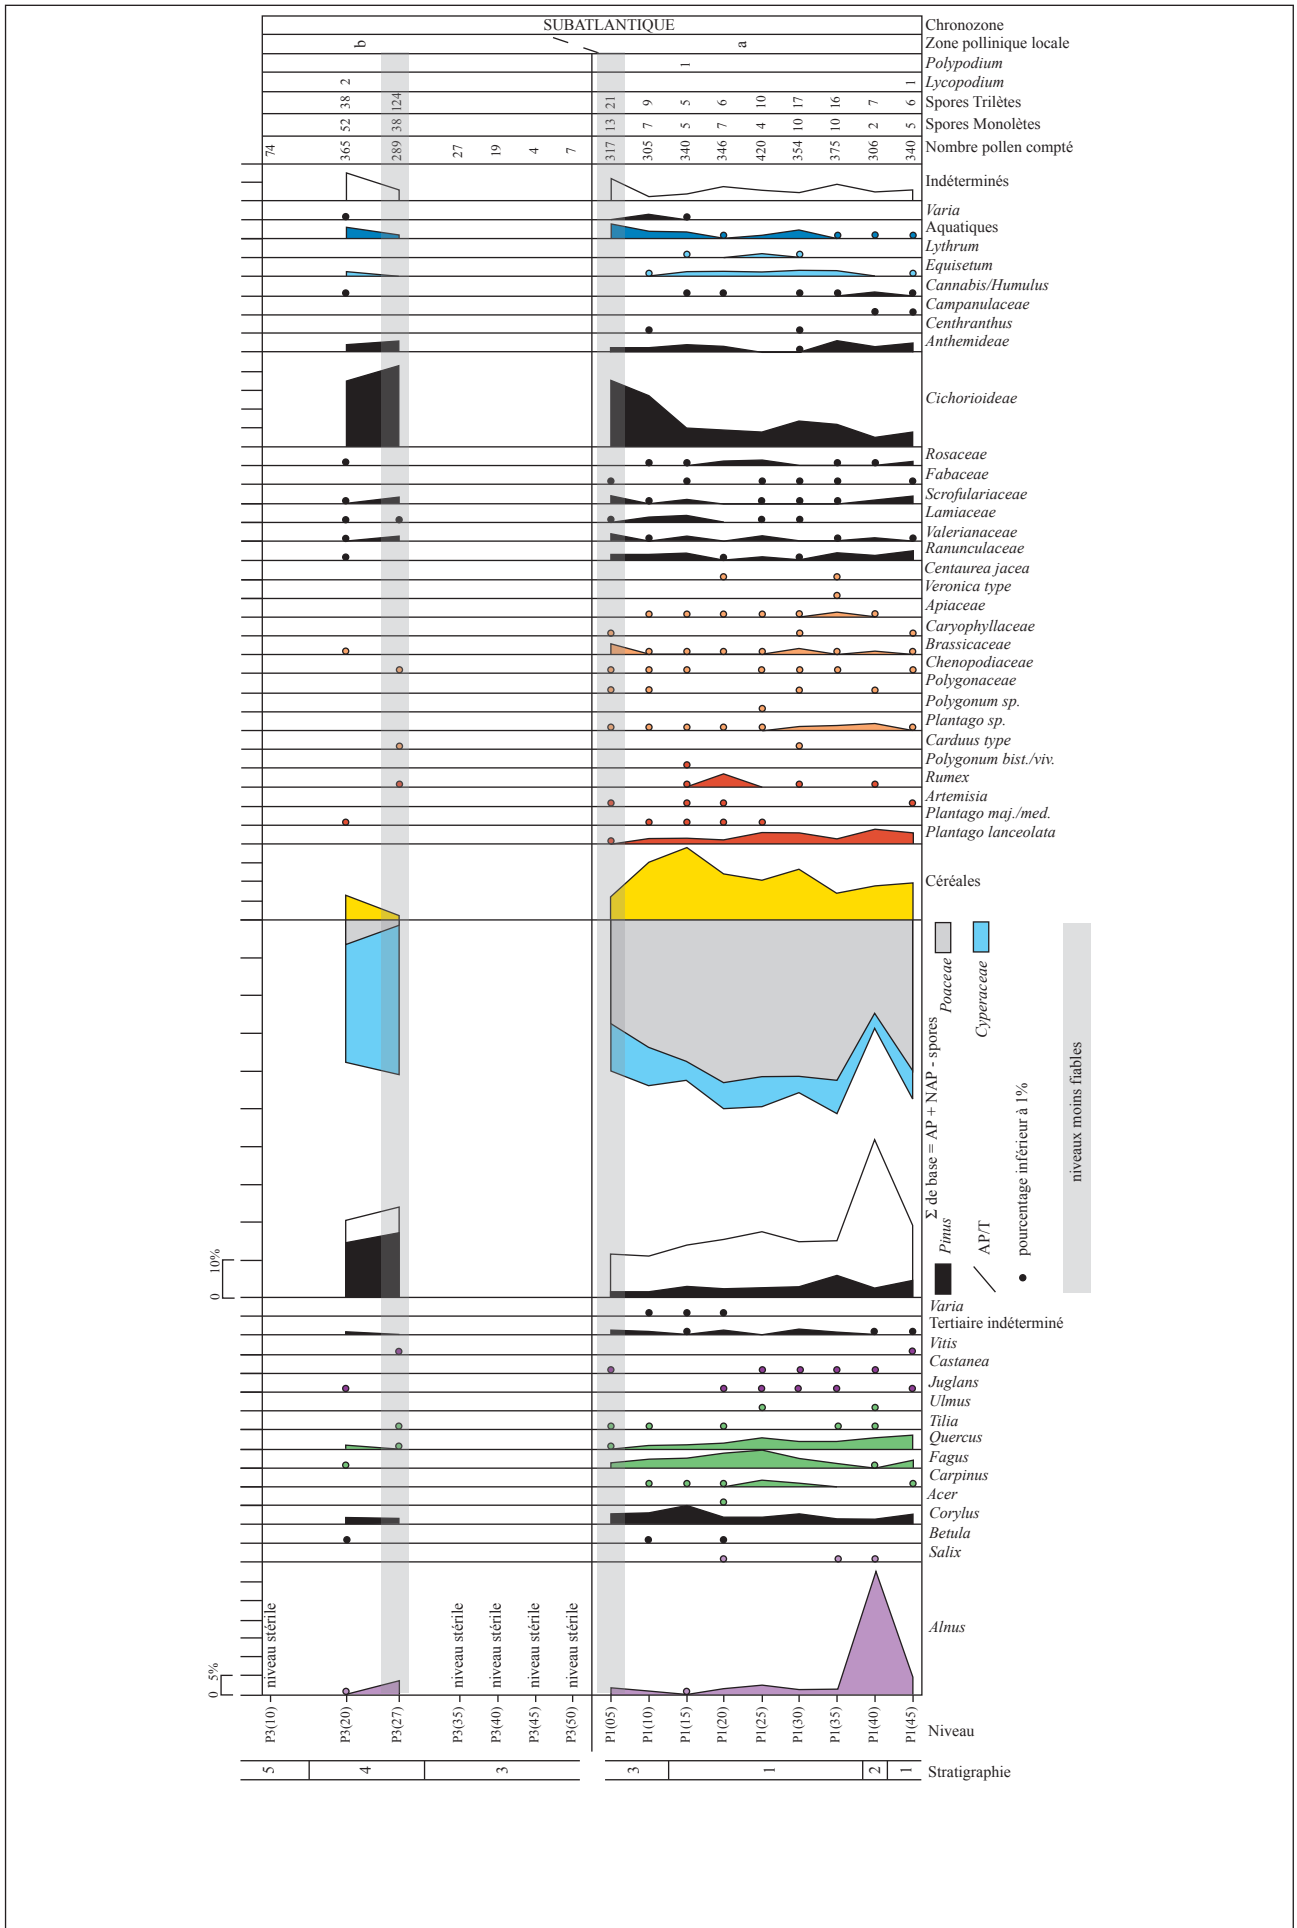 SUBATLANTIQUE Chronozone
b a Zone pollinique locale
1 Polypodium
2 1 Lycopodium
38 124 21 9 5 6 10 17 16 7 6 Spores Trilètes
52 38 13 7 5 7 4 10 10 2 5 Spores Monolètes
74 365 289 27 19 4 7 317 305 340 346 420 354 375 306 340 Nombre pollen compté
Indéterminés
Varia
Aquatiques
Lythrum
Equisetum
Cannabis/Humulus
Campanulaceae
Centhranthus
Anthemideae
Cichorioideae
Rosaceae
Fabaceae
Scrofulariaceae
Lamiaceae
Valerianaceae
Ranunculaceae
Centaurea jacea
Veronica type
Apiaceae
Caryophyllaceae
Brassicaceae
Chenopodiaceae
Polygonaceae
Polygonum sp.
Plantago sp.
Carduus type
Polygonum bist./viv.
Rumex
Artemisia
Plantago maj./med.
Plantago lanceolata
Céréales
Poaceae
Cyperaceae
Σ de base = AP + NAP - spores
Pinus
AP/T
pourcentage inférieur à 1%
niveaux moins fiables
0 10%
Varia
Tertiaire indéterminé
Vitis
Castanea
Juglans
Ulmus
Tilia
Quercus
Fagus
Carpinus
Acer
Corylus
Betula
Salix
Alnus
0 5%
niveau stérile
niveau stérile
niveau stérile
niveau stérile
niveau stérile
P3(10) P3(20) P3(27) P3(35) P3(40) P3(45) P3(50) P1(05) P1(10) P1(15) P1(20) P1(25) P1(30) P1(35) P1(40) P1(45) Niveau
5 4 3 3 1 2 1 Stratigraphie